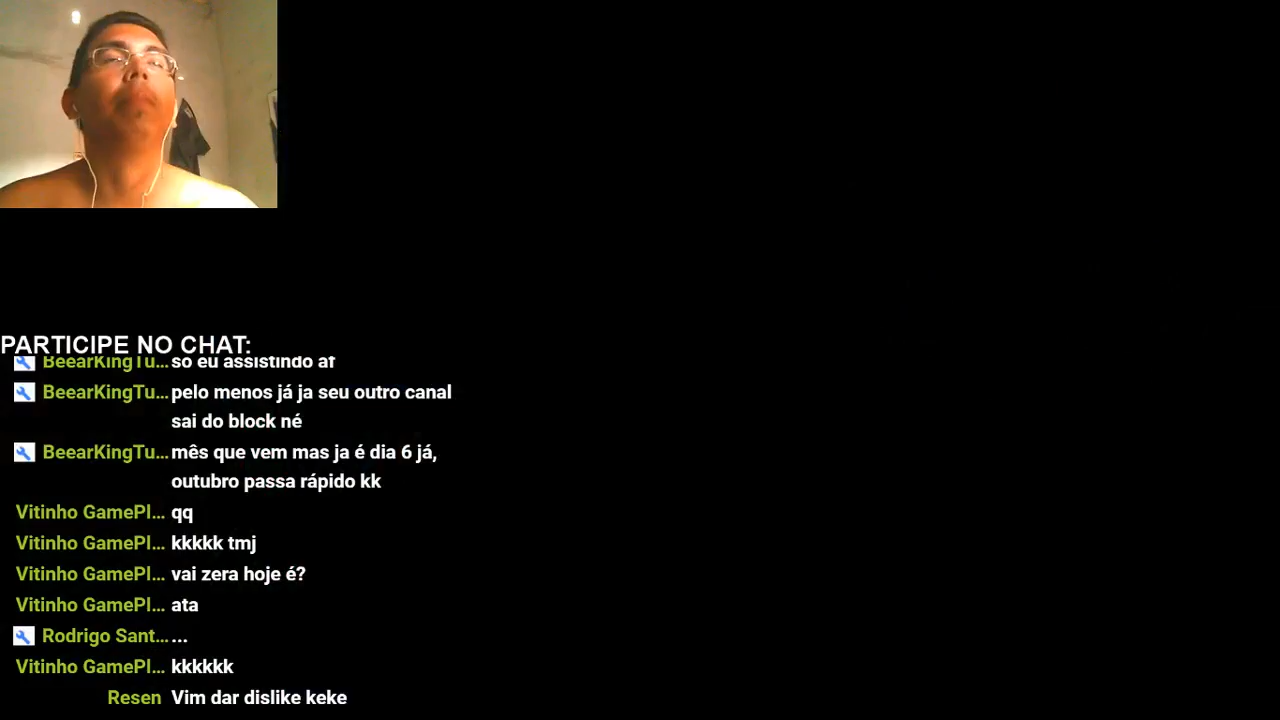 PARTICIPE NO CHAT:
BeearKingTu... só eu assistindo af
BeearKingTu... pelo menos já ja seu outro canal
sai do block né
BeearKingTu... mês que vem mas ja é dia 6 já,
outubro passa rápido kk
Vitinho GamePl... qq
Vitinho GamePl... kkkkk tmj
Vitinho GamePl... vai zera hoje é?
Vitinho GamePl... ata
Rodrigo Sant... ...
Vitinho GamePl... kkkkkk
Resen Vim dar dislike keke